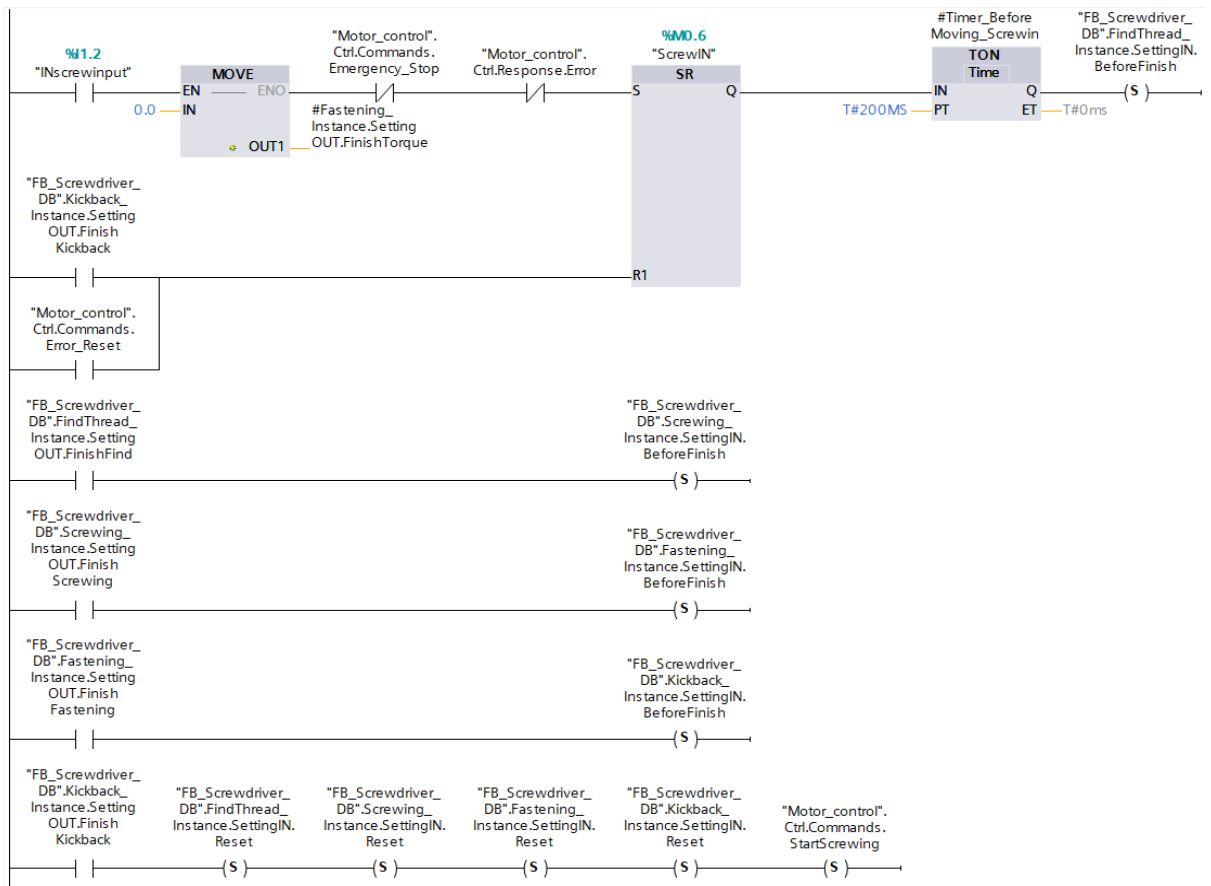 %I1.2
"INscrewinput"
MOVE
EN
ENO
0.0
IN
OUT1
#Fastening_
Instance.Setting
OUT.FinishTorque
"Motor_control".
Ctrl.Commands.
Emergency_Stop
"Motor_control".
Ctrl.Response.Error
%M0.6
"ScrewIN"
SR
S
Q
R1
#Timer_Before
Moving_Screwin
TON
Time
IN
Q
T#200MS
PT
ET
T#0ms
"FB_Screwdriver_
DB".FindThread_
Instance.SettingIN.
BeforeFinish
(S)
"FB_Screwdriver_
DB".Kickback_
Instance.Setting
OUT.Finish
Kickback
"Motor_control".
Ctrl.Commands.
Error_Reset
"FB_Screwdriver_
DB".FindThread_
Instance.Setting
OUT.FinishFind
"FB_Screwdriver_
DB".Screwing_
Instance.SettingIN.
BeforeFinish
(S)
"FB_Screwdriver_
DB".Screwing_
Instance.Setting
OUT.Finish
Screwing
"FB_Screwdriver_
DB".Fastening_
Instance.SettingIN.
BeforeFinish
(S)
"FB_Screwdriver_
DB".Fastening_
Instance.Setting
OUT.Finish
Fastening
"FB_Screwdriver_
DB".Kickback_
Instance.SettingIN.
BeforeFinish
(S)
"FB_Screwdriver_
DB".Kickback_
Instance.Setting
OUT.Finish
Kickback
"FB_Screwdriver_
DB".FindThread_
Instance.SettingIN.
Reset
(S)
"FB_Screwdriver_
DB".Screwing_
Instance.SettingIN.
Reset
(S)
"FB_Screwdriver_
DB".Fastening_
Instance.SettingIN.
Reset
(S)
"FB_Screwdriver_
DB".Kickback_
Instance.SettingIN.
Reset
(S)
"Motor_control".
Ctrl.Commands.
StartScrewing
(S)